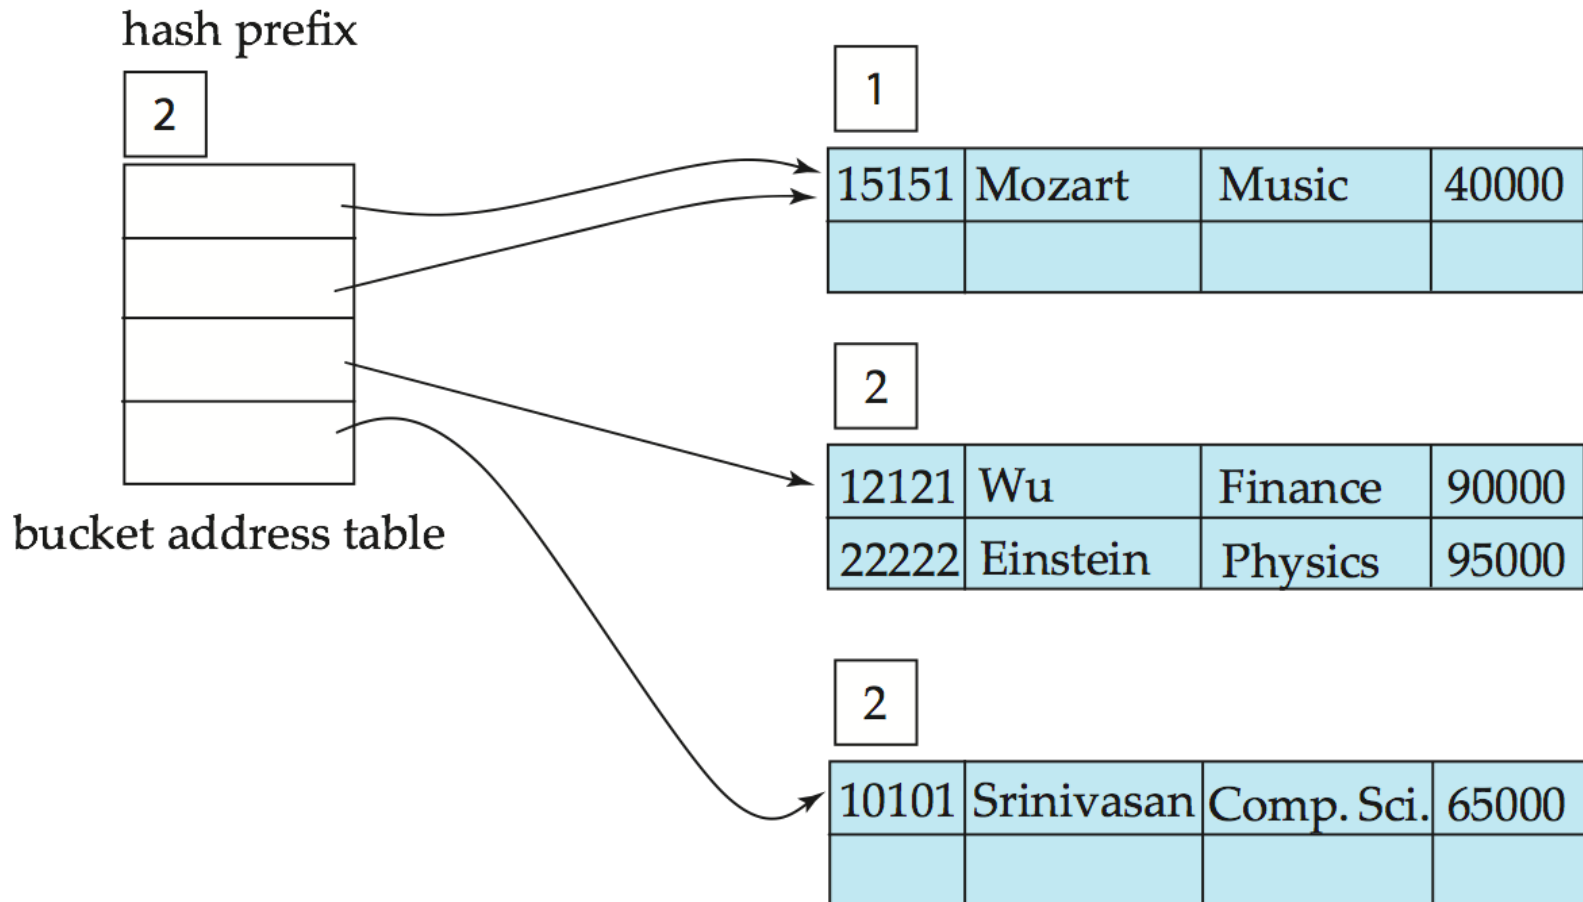 hash prefix
2
bucket address table
1
15151 Mozart Music 40000
2
12121 Wu Finance 90000
22222 Einstein Physics 95000
2
10101 Srinivasan Comp. Sci. 65000